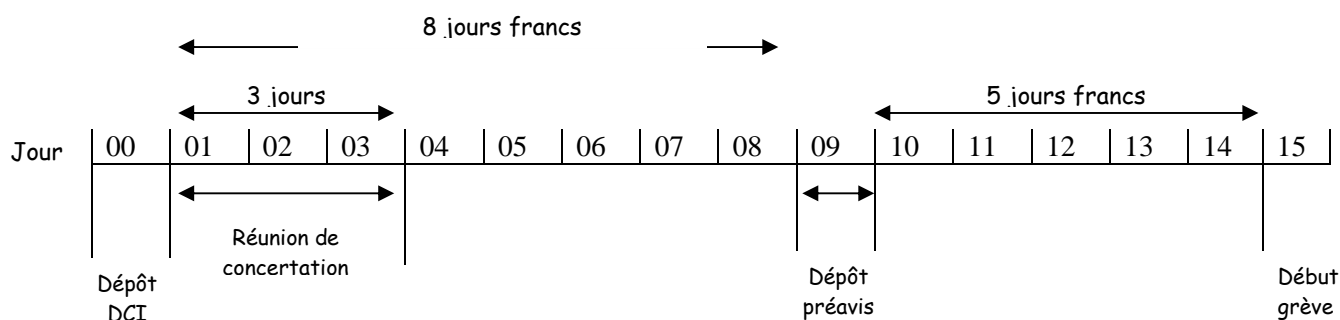 8 jours francs
3 jours
5 jours francs
Jour 00 01 02 03 04 05 06 07 08 09 10 11 12 13 14 15
Réunion de
concertation
Dépôt
DCI
Dépôt
préavis
Début
grève